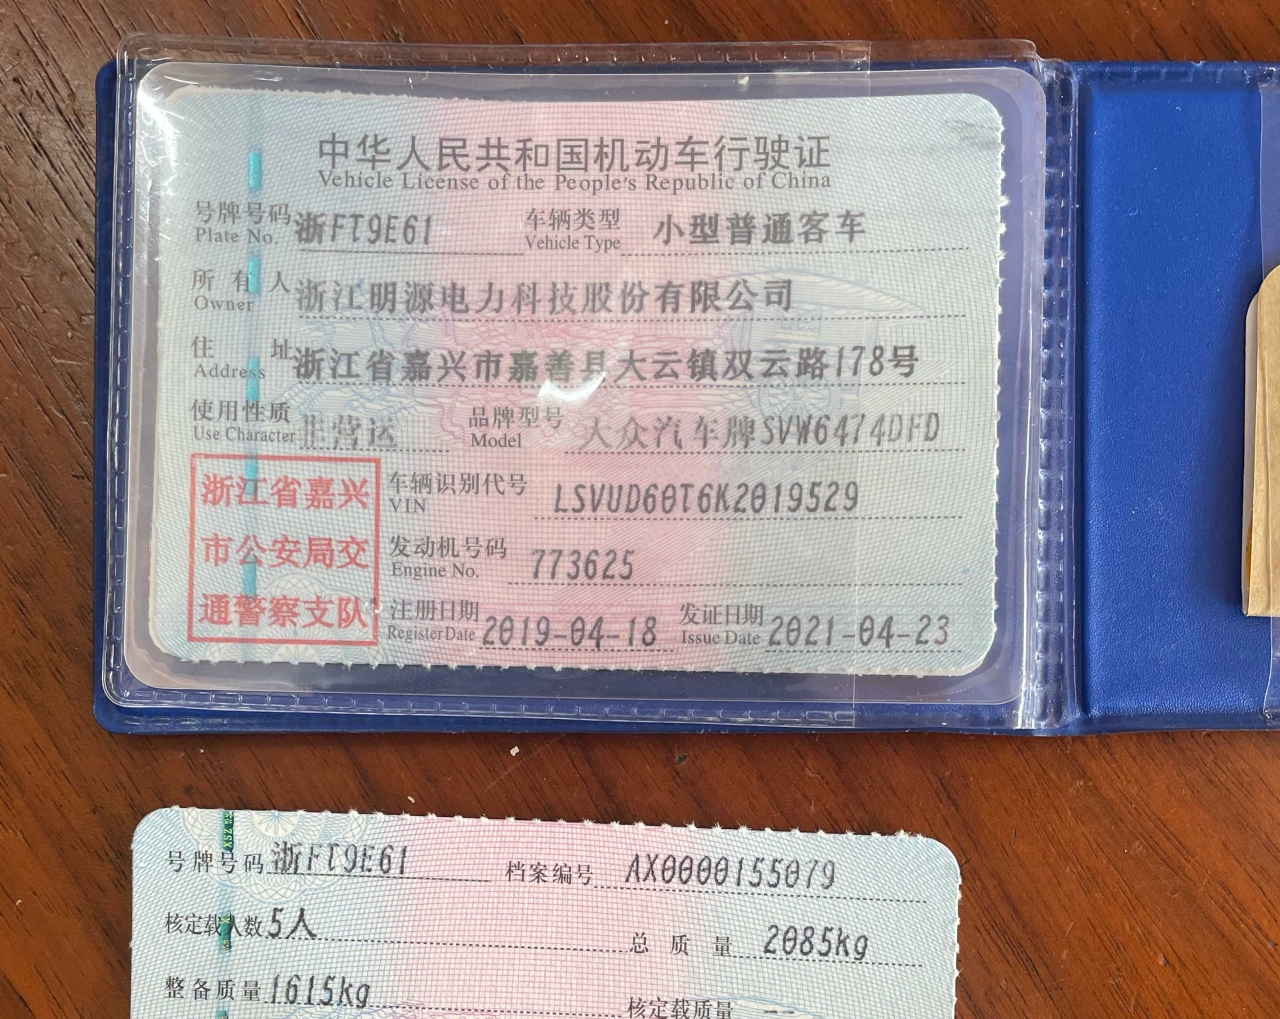 中华人民共和国机动车行驶证
Vehicle License of the People's Republic of China
号牌号码 浙FT9E61 车辆类型 小型普通客车
Plate No. Vehicle Type
所有人 浙江明源电力科技股份有限公司
Owner
住址 浙江省嘉兴市嘉善县大云镇双云路178号
Address
使用性质 非营运 品牌型号 大众汽车牌SVW6474DFD
Use Character Model
浙江省嘉兴
市公安局交
通警察支队
车辆识别代号 LSVUD60T6K2019529
VIN
发动机号码 773625
Engine No.
注册日期 2019-04-18 发证日期 2021-04-23
Register Date Issue Date
号牌号码 浙FT9E61 档案编号 AX0000155079
核定载人数 5人 总质量 2085kg
整备质量 1615kg 核定载质量 --